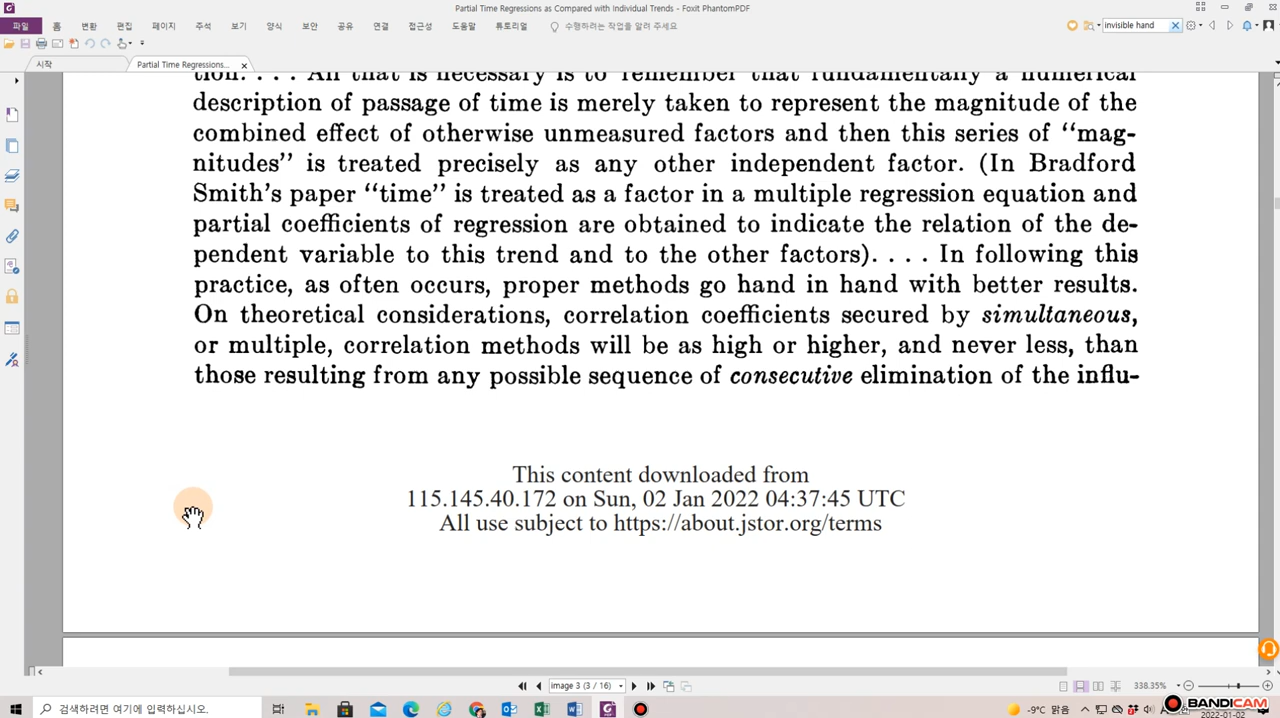 Partial Time Regressions as Compared with Individual Trends - Foxit PhantomPDF
파일 홈 변환 편집 페이지 주석 보기 양식 보안 공유 연결 접근성 도움말 튜토리얼 수행하려는 작업을 알려 주세요 invisible hand
시작 Partial Time Regressions...
tion. . . . All that is necessary is to remember that fundamentally a numerical
description of passage of time is merely taken to represent the magnitude of the
combined effect of otherwise unmeasured factors and then this series of "mag-
nitudes" is treated precisely as any other independent factor. (In Bradford
Smith's paper "time" is treated as a factor in a multiple regression equation and
partial coefficients of regression are obtained to indicate the relation of the de-
pendent variable to this trend and to the other factors). . . . In following this
practice, as often occurs, proper methods go hand in hand with better results.
On theoretical considerations, correlation coefficients secured by simultaneous,
or multiple, correlation methods will be as high or higher, and never less, than
those resulting from any possible sequence of consecutive elimination of the influ-
This content downloaded from
115.145.40.172 on Sun, 02 Jan 2022 04:37:45 UTC
All use subject to https://about.jstor.org/terms
image 3 (3 / 16) 338.35%
검색하려면 여기에 입력하십시오. -9°C 맑음
BANDICAM
2022-01-02